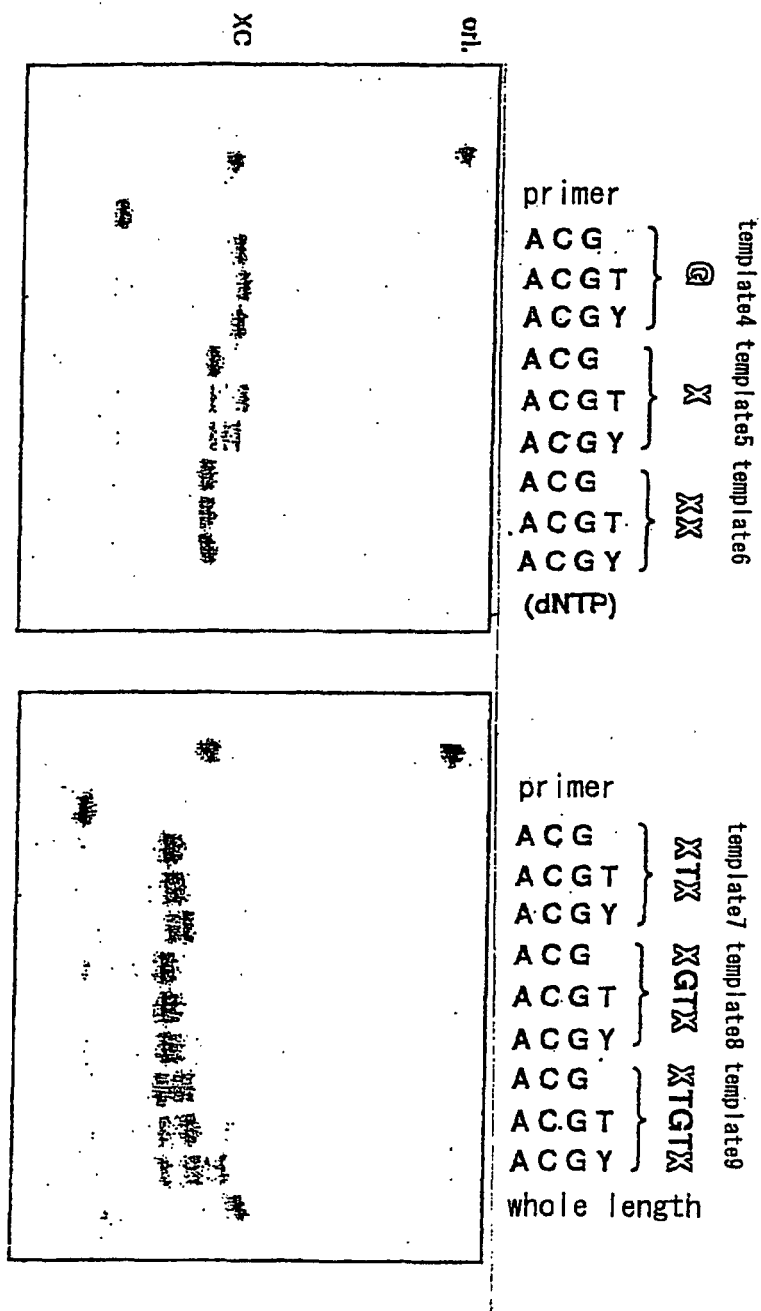 ori.
XC
primer
ACG
ACGT
ACGY
ACG
ACGT
ACGY
ACG
ACGT
ACGY
(dNTP)
G
X
XX
template4 template5 template6
primer
ACG
ACGT
ACGY
ACG
ACGT
ACGY
ACG
ACGT
ACGY
whole length
XTX
XGTX
XTGTX
template7 template8 template9